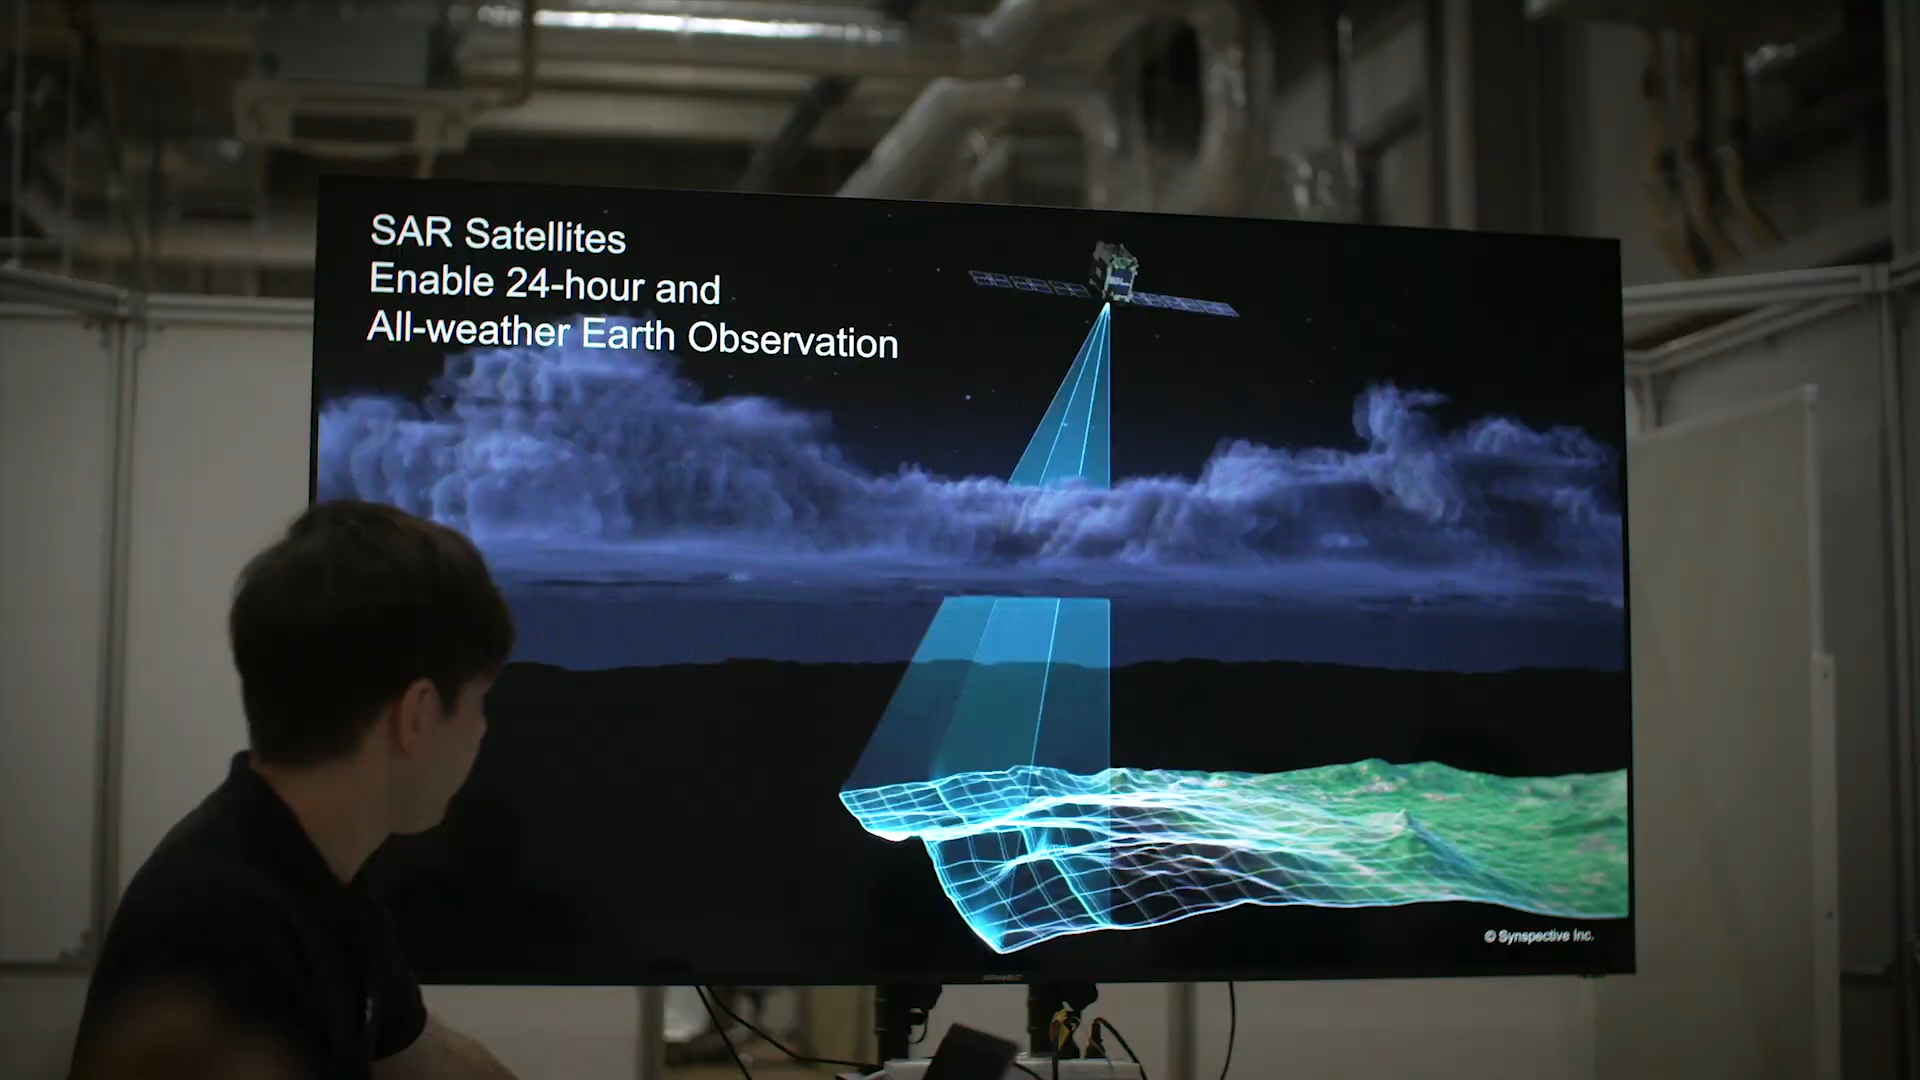 SAR Satellites
Enable 24-hour and
All-weather Earth Observation
© Synspective Inc.